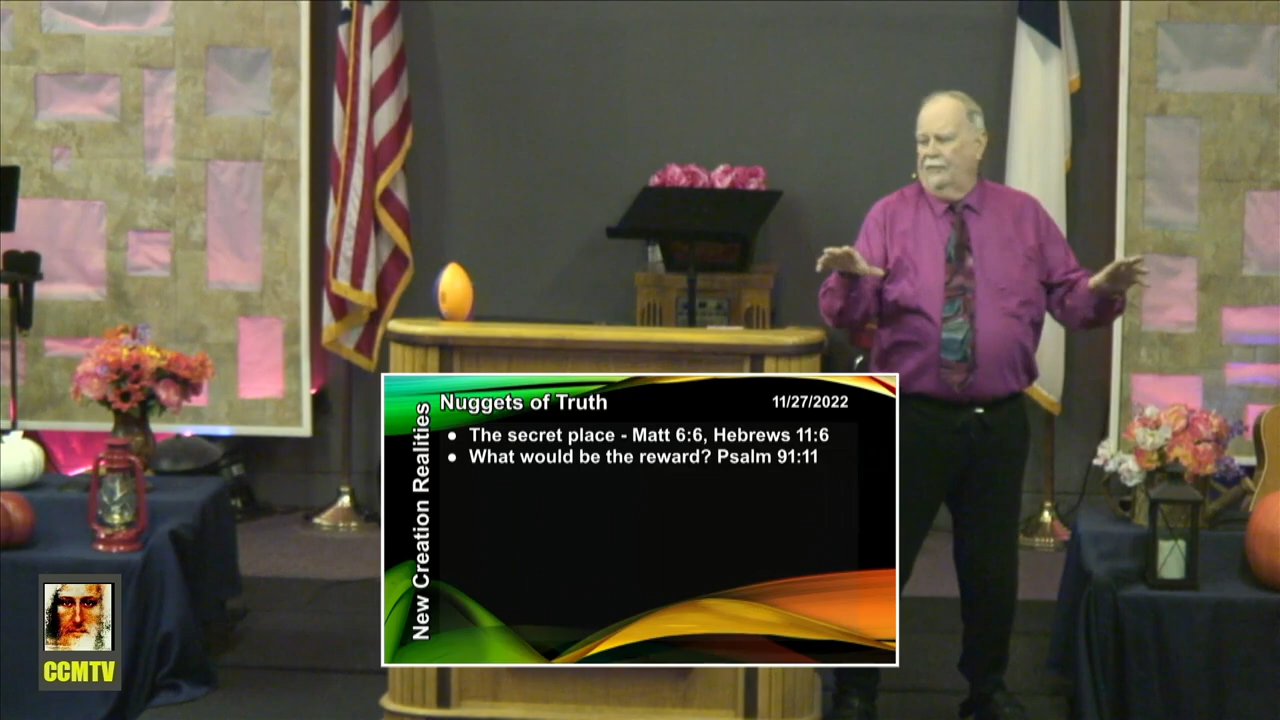 Nuggets of Truth
11/27/2022
New Creation Realities
● The secret place - Matt 6:6, Hebrews 11:6
● What would be the reward? Psalm 91:11
CCMTV